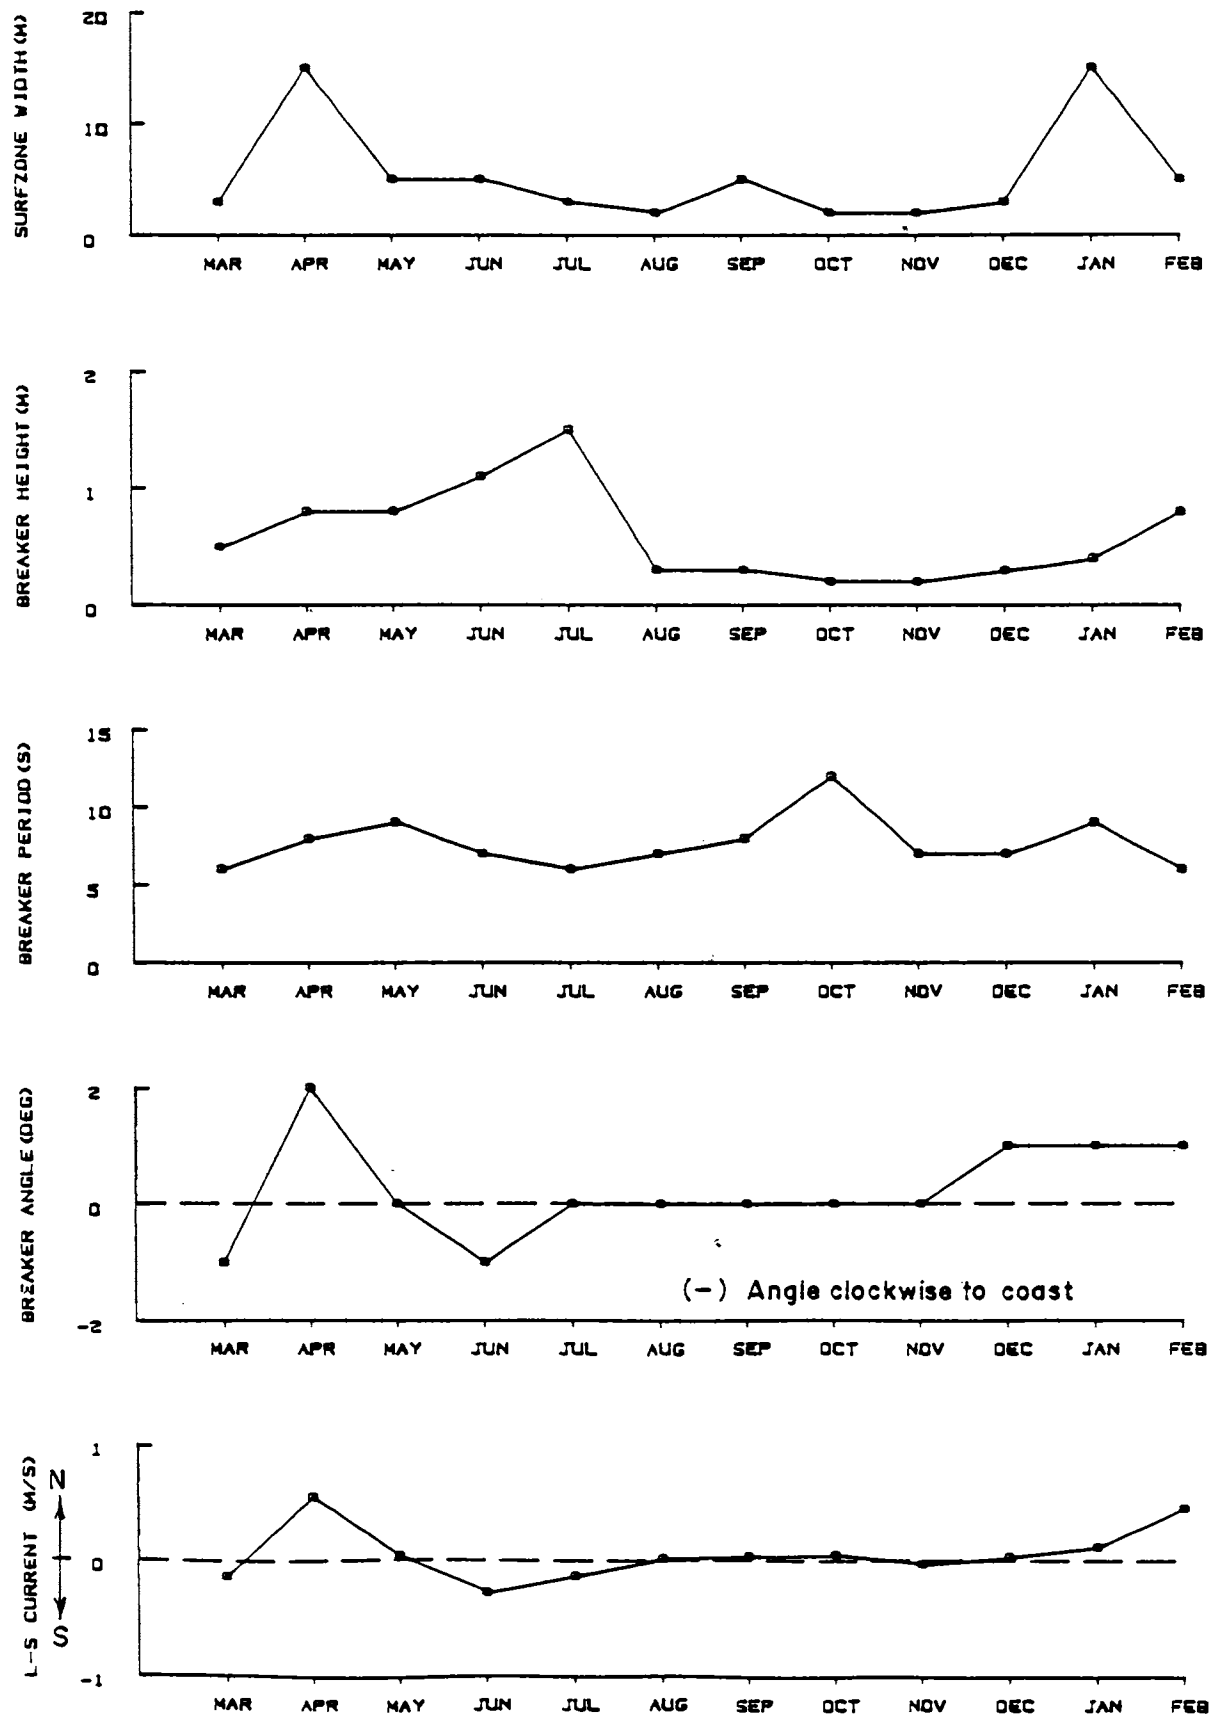 SURFZONE WIDTH (M)
20
10
0
MAR APR MAY JUN JUL AUG SEP OCT NOV DEC JAN FEB
BREAKER HEIGHT (M)
2
1
0
MAR APR MAY JUN JUL AUG SEP OCT NOV DEC JAN FEB
BREAKER PERIOD (S)
15
10
5
0
MAR APR MAY JUN JUL AUG SEP OCT NOV DEC JAN FEB
BREAKER ANGLE (DEG)
2
0
-2
(-) Angle clockwise to coast
MAR APR MAY JUN JUL AUG SEP OCT NOV DEC JAN FEB
L-S CURRENT (M/S)
N
S
1
0
-1
MAR APR MAY JUN JUL AUG SEP OCT NOV DEC JAN FEB